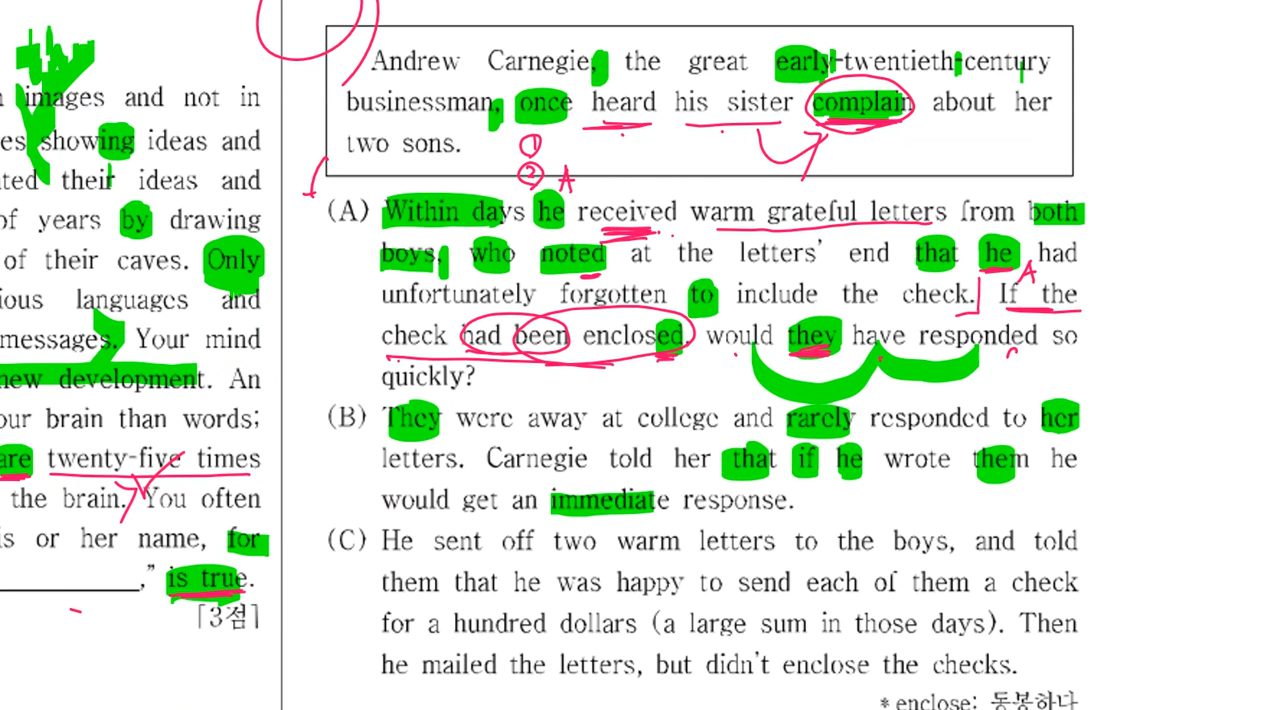 images and not in
showing ideas and
their ideas and
of years by drawing
of their caves. Only
languages and
messages. Your mind
new development. An
brain than words;
are twenty-five times
the brain. You often
is or her name, for
," is true.
[3점]
Andrew Carnegie, the great early-twentieth-century
businessman, once heard his sister complain about her
two sons.
①
② A
(A) Within days he received warm grateful letters from both
boys, who noted at the letters' end that he had
A
unfortunately forgotten to include the check. If the
check had been enclosed, would they have responded so
quickly?
(B) They were away at college and rarely responded to her
letters. Carnegie told her that if he wrote them he
would get an immediate response.
(C) He sent off two warm letters to the boys, and told
them that he was happy to send each of them a check
for a hundred dollars (a large sum in those days). Then
he mailed the letters, but didn't enclose the checks.
* enclose: 동봉하다